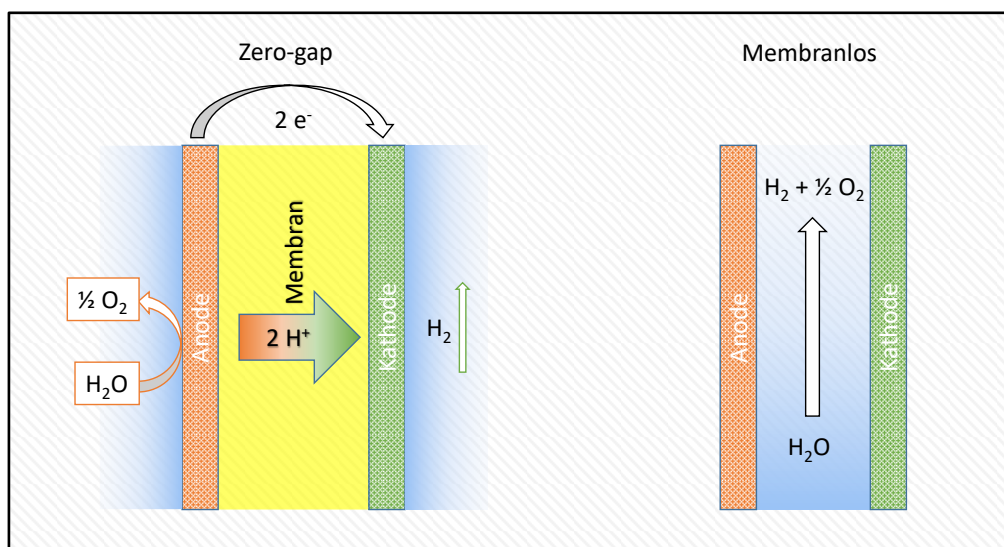 Zero-gap
2 e⁻
Membran
½ O₂
Anode
2 H⁺
Kathode
H₂
H₂O
Membranlos
H₂ + ½ O₂
Anode
Kathode
H₂O